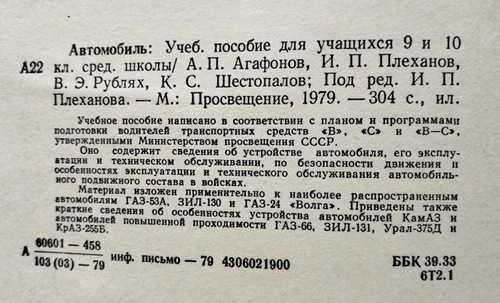 Автомобиль: Учеб. пособие для учащихся 9 и 10
А22 кл. сред. школы/ А. П. Агафонов, И. П. Плеханов,
В. Э. Рублях, К. С. Шестопалов; Под ред. И. П.
Плеханова. — М.: Просвещение, 1979. — 304 с., ил.
Учебное пособие написано в соответствии с планом и программами
подготовки водителей транспортных средств «В», «С» и «В—С»,
утвержденными Министерством просвещения СССР.
Оно содержит сведения об устройстве автомобиля, его эксплу-
атации и техническом обслуживании, по безопасности движения и
особенностях эксплуатации и технического обслуживания автомобиль-
ного подвижного состава в войсках.
Материал изложен применительно к наиболее распространенным
автомобилям ГАЗ-53А, ЗИЛ-130 и ГАЗ-24 «Волга». Приведены также
краткие сведения об особенностях устройства автомобилей КамАЗ и
автомобилей повышенной проходимости ГАЗ-66, ЗИЛ-131, Урал-375Д и
КрАЗ-255Б.
А 60601 — 458
103 (03) — 79 инф. письмо — 79 4306021900
ББК 39.33
6Т2.1